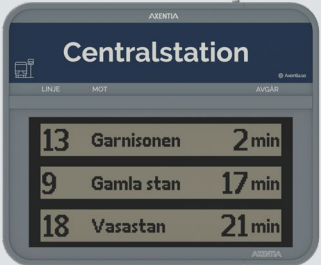 AXENTIA
Centralstation
Axentia.se
LINJE MOT AVGÅR
13 Garnisonen 2 min
9 Gamla stan 17 min
18 Vasastan 21 min
AXENTIA